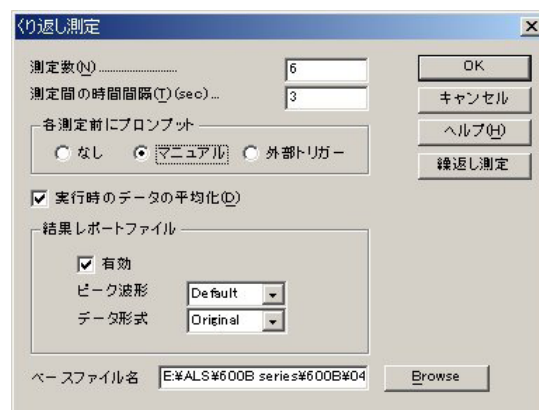 くり返し測定
測定数(N)............................ 6
測定間の時間間隔(T)(sec)... 3
各測定前にプロンプット
なし マニュアル 外部トリガー
実行時のデータの平均化(D)
結果レポートファイル
有効
ピーク波形 Default
データ形式 Original
ベースファイル名 E:¥ALS¥600B series¥600B¥04 Browse
OK
キャンセル
ヘルプ(H)
繰返し測定